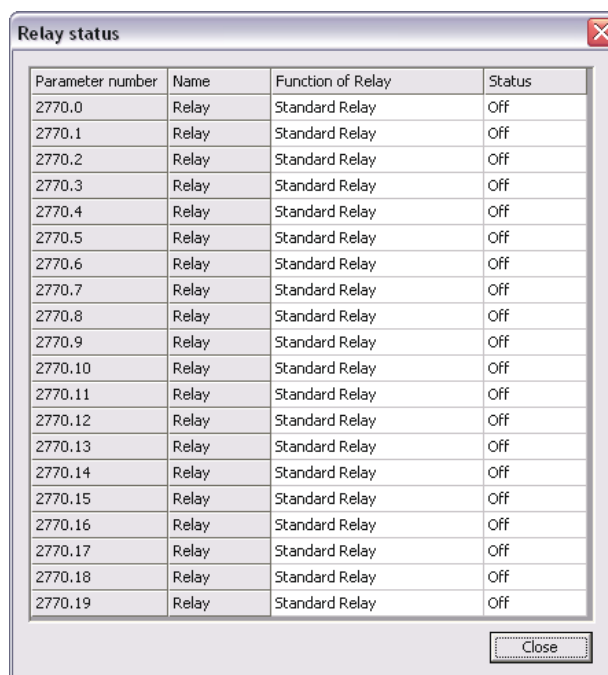 Relay status
Parameter number Name Function of Relay Status
2770.0 Relay Standard Relay Off
2770.1 Relay Standard Relay Off
2770.2 Relay Standard Relay Off
2770.3 Relay Standard Relay Off
2770.4 Relay Standard Relay Off
2770.5 Relay Standard Relay Off
2770.6 Relay Standard Relay Off
2770.7 Relay Standard Relay Off
2770.8 Relay Standard Relay Off
2770.9 Relay Standard Relay Off
2770.10 Relay Standard Relay Off
2770.11 Relay Standard Relay Off
2770.12 Relay Standard Relay Off
2770.13 Relay Standard Relay Off
2770.14 Relay Standard Relay Off
2770.15 Relay Standard Relay Off
2770.16 Relay Standard Relay Off
2770.17 Relay Standard Relay Off
2770.18 Relay Standard Relay Off
2770.19 Relay Standard Relay Off
Close